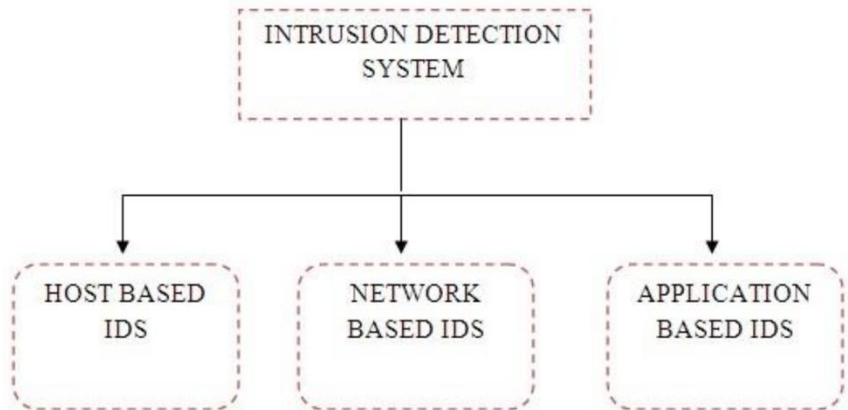 INTRUSION DETECTION
SYSTEM
HOST BASED
IDS
NETWORK
BASED IDS
APPLICATION
BASED IDS